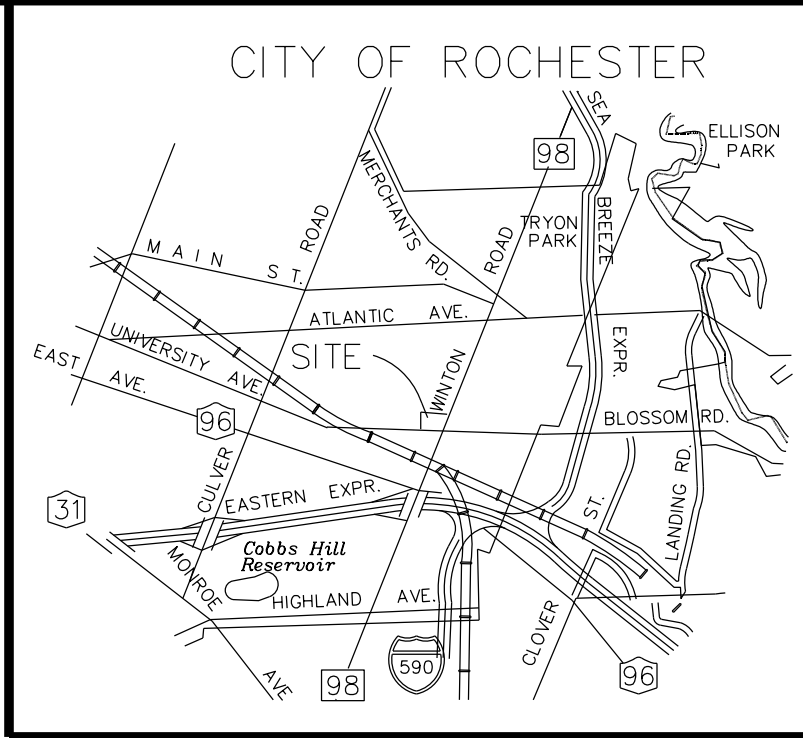 CITY OF ROCHESTER
SEA
BREEZE
EXPR.
ELLISON
PARK
98
MERCHANTS RD.
ROAD
TRYON
PARK
ROAD
MAIN ST.
ATLANTIC AVE.
UNIVERSITY AVE.
EAST AVE.
SITE
WINTON
BLOSSOM RD.
96
CULVER
EASTERN EXPR.
31
MONROE
AVE
Cobbs Hill
Reservoir
HIGHLAND AVE.
ST.
CLOVER
LANDING RD.
98
590
96